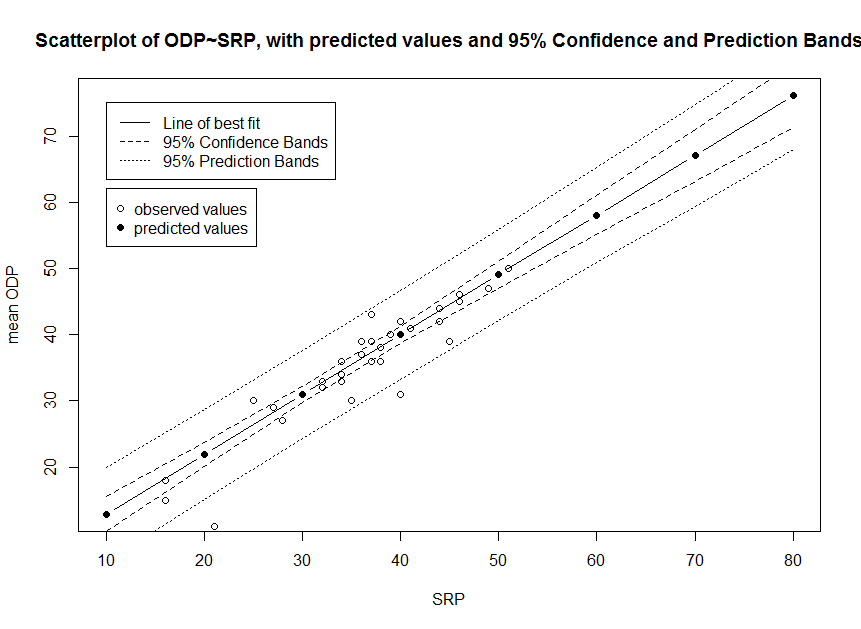 Scatterplot of ODP~SRP, with predicted values and 95% Confidence and Prediction Bands
Line of best fit
95% Confidence Bands
95% Prediction Bands
observed values
predicted values
mean ODP
70
60
50
40
30
20
10 20 30 40 50 60 70 80
SRP